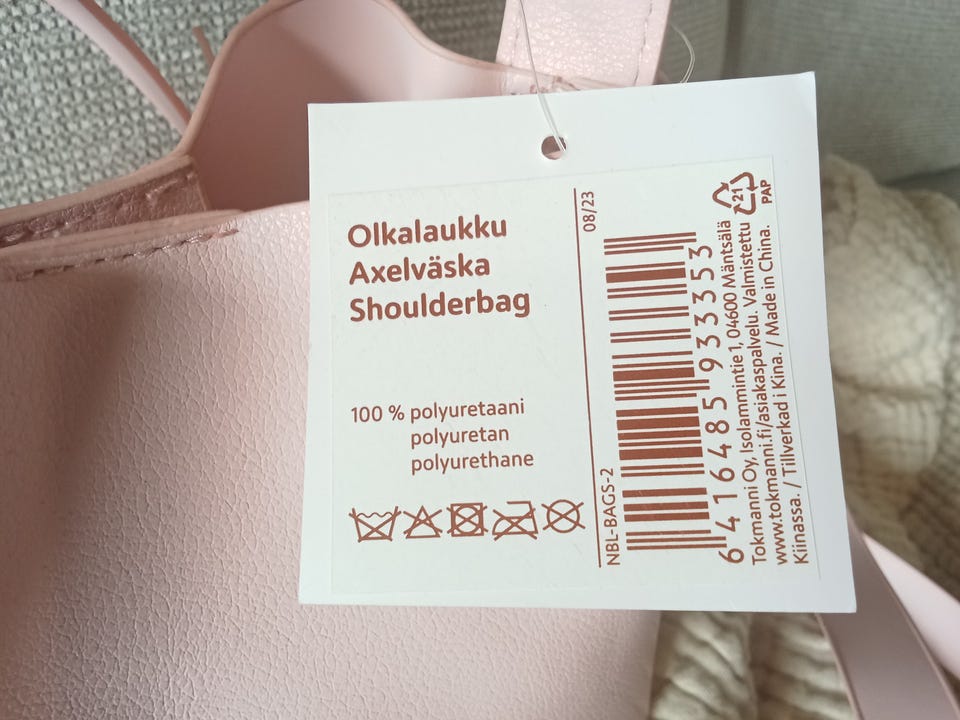 Olkalaukku
Axelväska
Shoulderbag
100 % polyuretaani
polyuretan
polyurethane
08/23
NBL-BAGS-2
6 416485 933353
Tokmanni Oy, Isolammintie 1, 04600 Mäntsälä
www.tokmanni.fi/asiakaspalvelu. Valmistettu
Kiinassa. / Tillverkad i Kina. / Made in China.
21
PAP